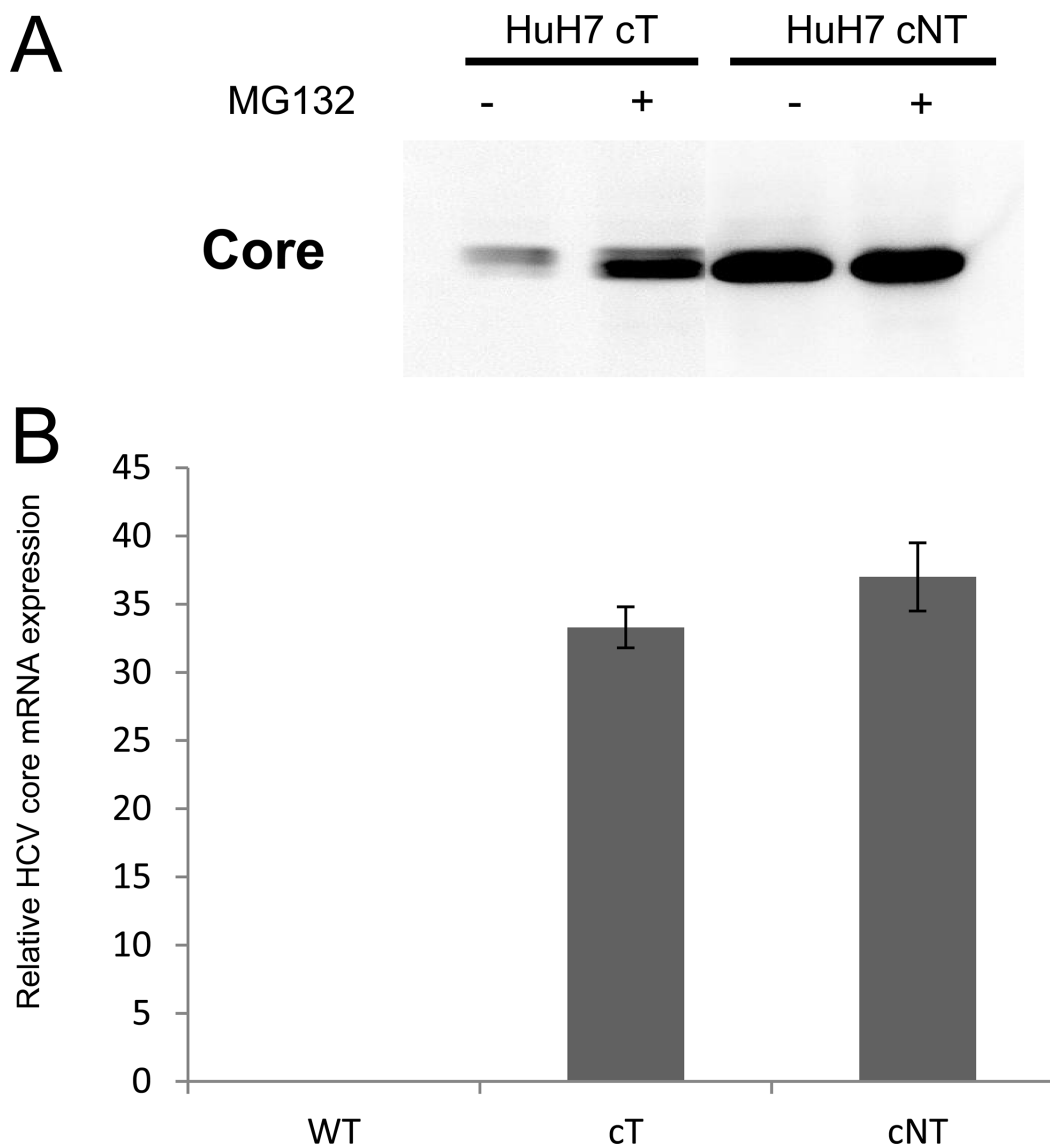 A
HuH7 cT HuH7 cNT
MG132 - + - +
Core
B
Relative HCV core mRNA expression
45
40
35
30
25
20
15
10
5
0
WT cT cNT